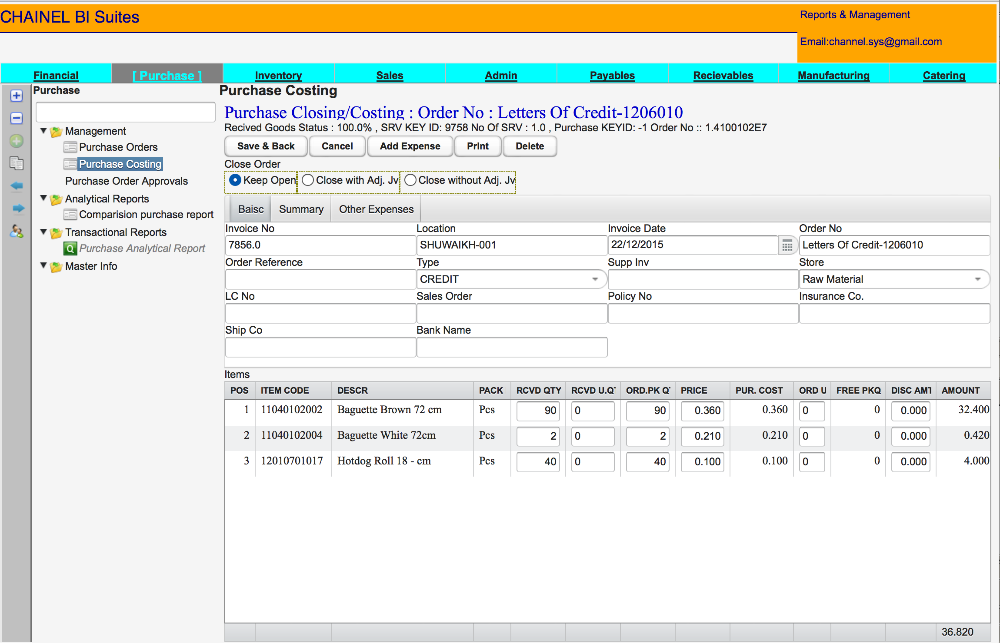 CHAINEL BI Suites
Reports & Management
Email:channel.sys@gmail.com
Financial [ Purchase ] Inventory Sales Admin Payables Recievables Manufacturing Catering
Purchase
Management
Purchase Orders
Purchase Costing
Purchase Order Approvals
Analytical Reports
Comparision purchase report
Transactional Reports
Purchase Analytical Report
Master Info
Purchase Costing
Purchase Closing/Costing : Order No : Letters Of Credit-1206010
Recived Goods Status : 100.0% , SRV KEY ID: 9758 No Of SRV : 1.0 , Purchase KEYID: -1 Order No :: 1.4100102E7
Save & Back Cancel Add Expense Print Delete
Close Order
Keep Open Close with Adj. Jv Close without Adj. Jv
Baisc Summary Other Expenses
Invoice No Location Invoice Date Order No
7856.0 SHUWAIKH-001 22/12/2015 Letters Of Credit-1206010
Order Reference Type Supp Inv Store
CREDIT Raw Material
LC No Sales Order Policy No Insurance Co.
Ship Co Bank Name
Items
POS ITEM CODE DESCR PACK RCVD QTY RCVD U.QT ORD.PK QT PRICE PUR. COST ORD U FREE PKQ DISC AMT AMOUNT
1 11040102002 Baguette Brown 72 cm Pcs 90 0 90 0.360 0.360 0 0 0.000 32.400
2 11040102004 Baguette White 72cm Pcs 2 0 2 0.210 0.210 0 0 0.000 0.420
3 12010701017 Hotdog Roll 18 - cm Pcs 40 0 40 0.100 0.100 0 0 0.000 4.000
36.820